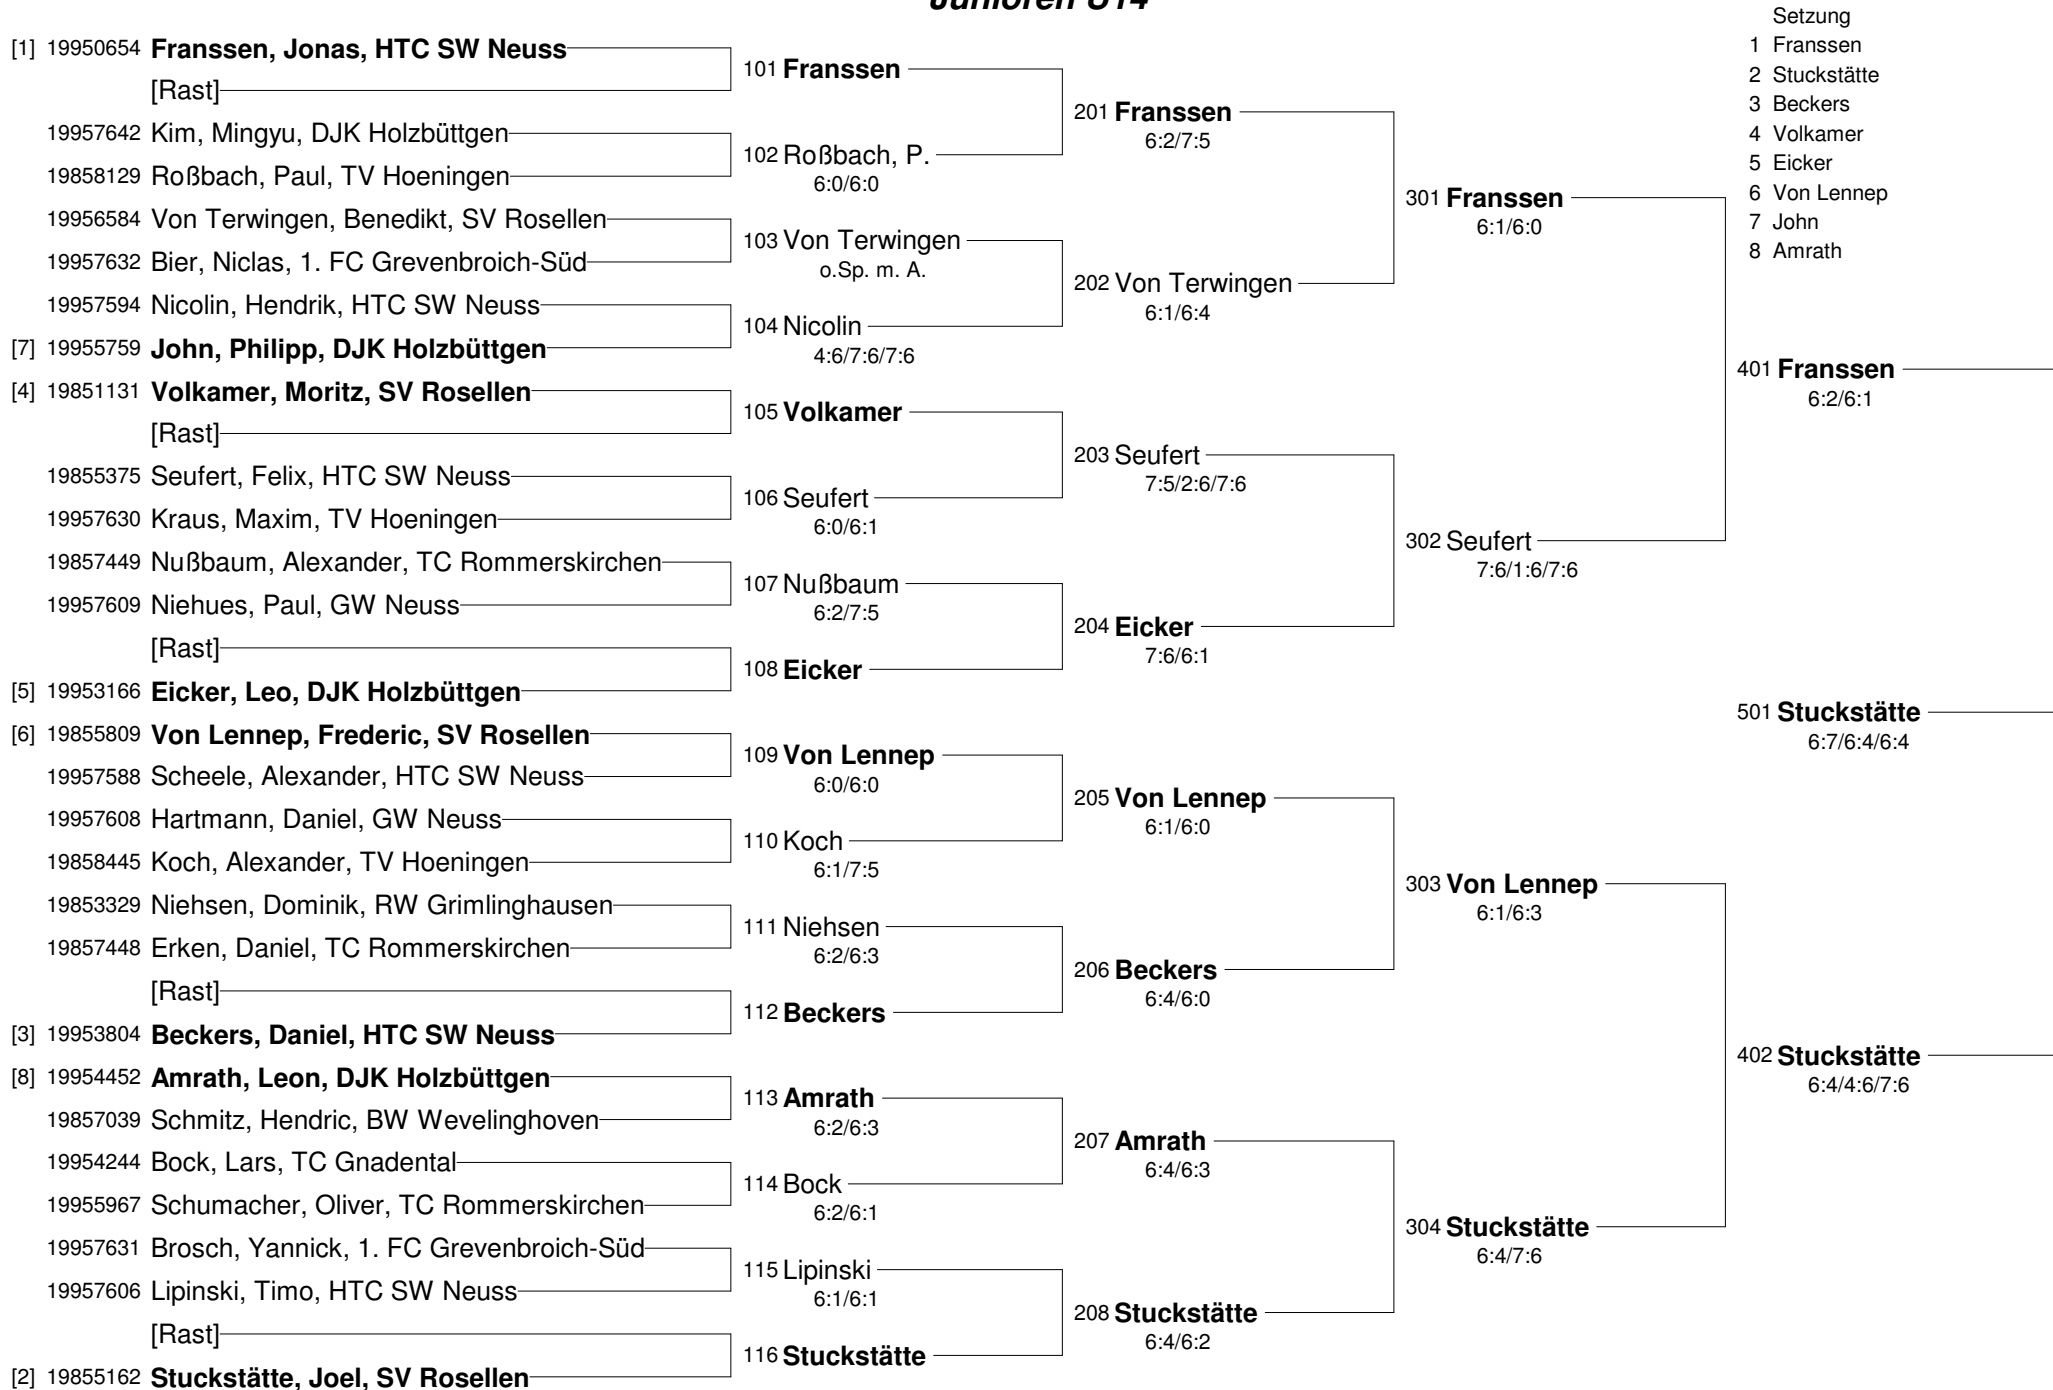 Junioren U14
Setzung
1 Franssen
2 Stuckstätte
3 Beckers
4 Volkamer
5 Eicker
6 Von Lennep
7 John
8 Amrath
[1] 19950654 Franssen, Jonas, HTC SW Neuss
[Rast]
19957642 Kim, Mingyu, DJK Holzbüttgen
19858129 Roßbach, Paul, TV Hoeningen
19956584 Von Terwingen, Benedikt, SV Rosellen
19957632 Bier, Niclas, 1. FC Grevenbroich-Süd
19957594 Nicolin, Hendrik, HTC SW Neuss
[7] 19955759 John, Philipp, DJK Holzbüttgen
[4] 19851131 Volkamer, Moritz, SV Rosellen
[Rast]
19855375 Seufert, Felix, HTC SW Neuss
19957630 Kraus, Maxim, TV Hoeningen
19857449 Nußbaum, Alexander, TC Rommerskirchen
19957609 Niehues, Paul, GW Neuss
[Rast]
[5] 19953166 Eicker, Leo, DJK Holzbüttgen
[6] 19855809 Von Lennep, Frederic, SV Rosellen
19957588 Scheele, Alexander, HTC SW Neuss
19957608 Hartmann, Daniel, GW Neuss
19858445 Koch, Alexander, TV Hoeningen
19853329 Niehsen, Dominik, RW Grimlinghausen
19857448 Erken, Daniel, TC Rommerskirchen
[Rast]
[3] 19953804 Beckers, Daniel, HTC SW Neuss
[8] 19954452 Amrath, Leon, DJK Holzbüttgen
19857039 Schmitz, Hendric, BW Wevelinghoven
19954244 Bock, Lars, TC Gnadental
19955967 Schumacher, Oliver, TC Rommerskirchen
19957631 Brosch, Yannick, 1. FC Grevenbroich-Süd
19957606 Lipinski, Timo, HTC SW Neuss
[Rast]
[2] 19855162 Stuckstätte, Joel, SV Rosellen
101 Franssen
102 Roßbach, P.
6:0/6:0
103 Von Terwingen
o.Sp. m. A.
104 Nicolin
4:6/7:6/7:6
105 Volkamer
106 Seufert
6:0/6:1
107 Nußbaum
6:2/7:5
108 Eicker
109 Von Lennep
6:0/6:0
110 Koch
6:1/7:5
111 Niehsen
6:2/6:3
112 Beckers
113 Amrath
6:2/6:3
114 Bock
6:2/6:1
115 Lipinski
6:1/6:1
116 Stuckstätte
201 Franssen
6:2/7:5
202 Von Terwingen
6:1/6:4
203 Seufert
7:5/2:6/7:6
204 Eicker
7:6/6:1
205 Von Lennep
6:1/6:0
206 Beckers
6:4/6:0
207 Amrath
6:4/6:3
208 Stuckstätte
6:4/6:2
301 Franssen
6:1/6:0
302 Seufert
7:6/1:6/7:6
303 Von Lennep
6:1/6:3
304 Stuckstätte
6:4/7:6
401 Franssen
6:2/6:1
501 Stuckstätte
6:7/6:4/6:4
402 Stuckstätte
6:4/4:6/7:6